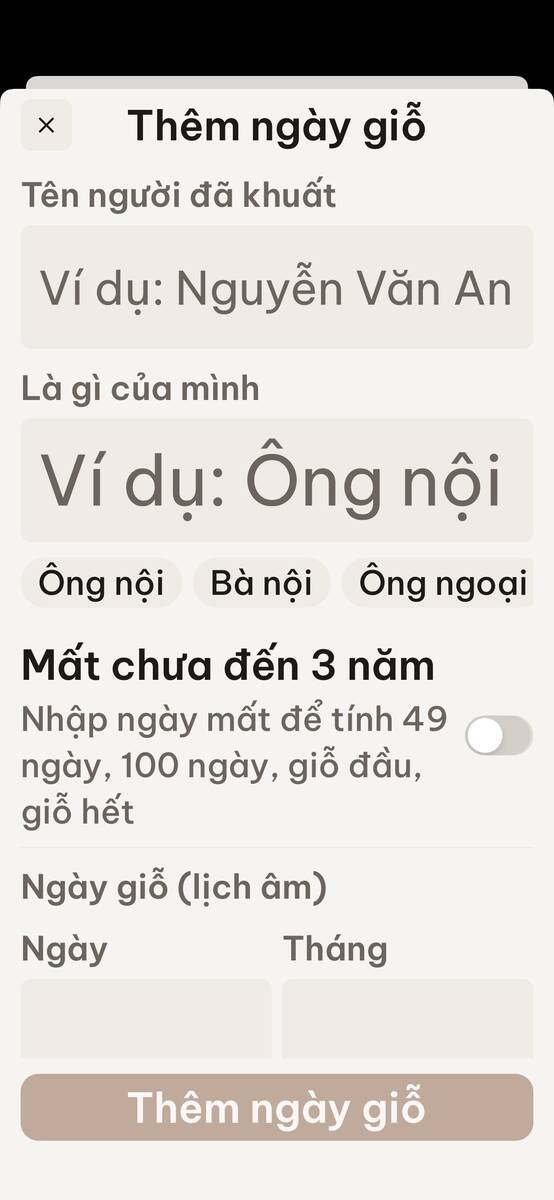 Thêm ngày giỗ
Tên người đã khuất
Ví dụ: Nguyễn Văn An
Là gì của mình
Ví dụ: Ông nội
Ông nội Bà nội Ông ngoại
Mất chưa đến 3 năm
Nhập ngày mất để tính 49
ngày, 100 ngày, giỗ đầu,
giỗ hết
Ngày giỗ (lịch âm)
Ngày Tháng
Thêm ngày giỗ